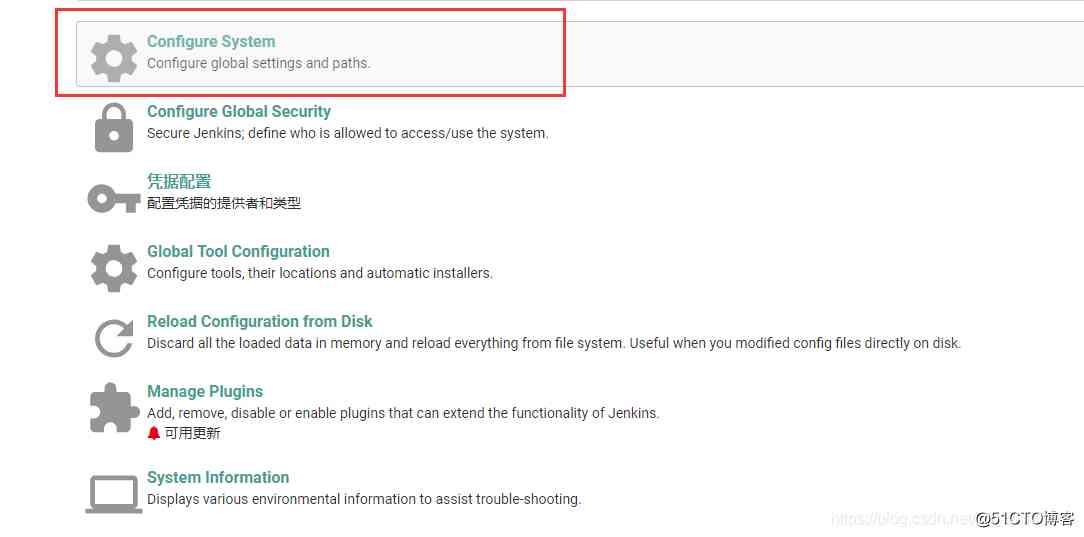 Configure System
Configure global settings and paths.
Configure Global Security
Secure Jenkins; define who is allowed to access/use the system.
凭据配置
配置凭据的提供者和类型
Global Tool Configuration
Configure tools, their locations and automatic installers.
Reload Configuration from Disk
Discard all the loaded data in memory and reload everything from file system. Useful when you modified config files directly on disk.
Manage Plugins
Add, remove, disable or enable plugins that can extend the functionality of Jenkins.
可用更新
System Information
Displays various environmental information to assist trouble-shooting.
https://blog.csdn.net @51CTO博客